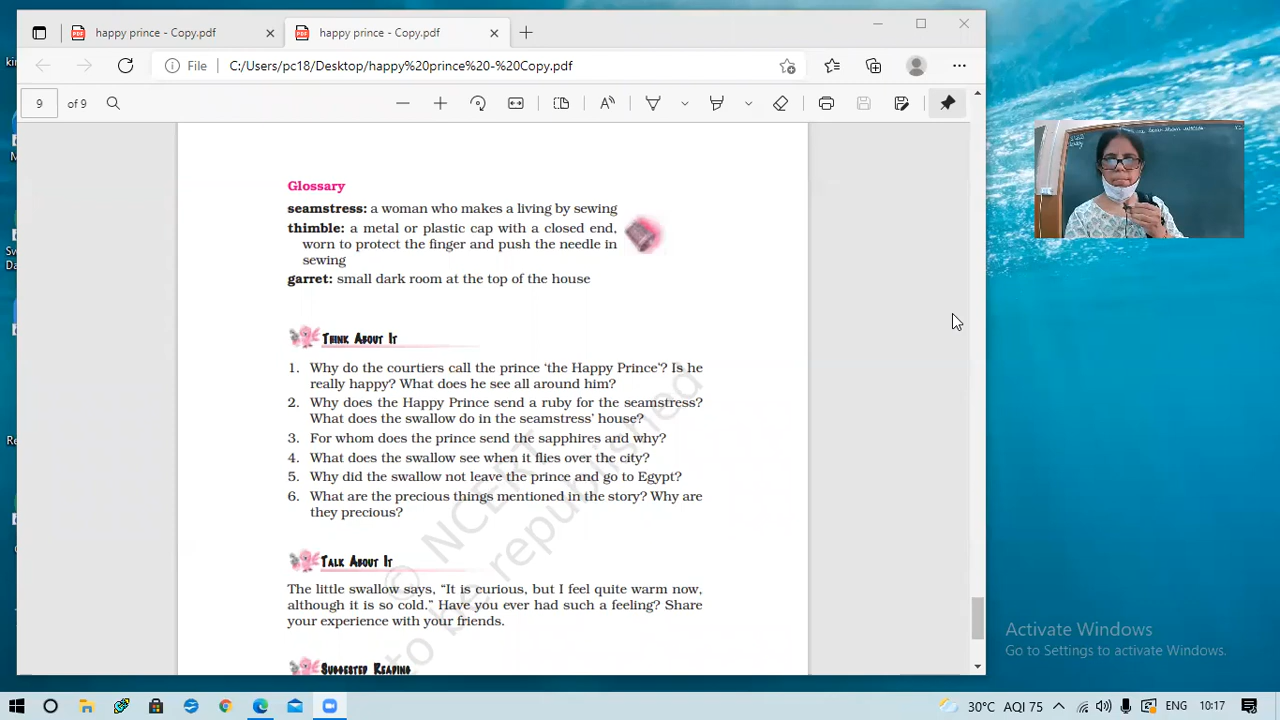 happy prince - Copy.pdf
happy prince - Copy.pdf
File
C:/Users/pc18/Desktop/happy%20prince%20-%20Copy.pdf
9 of 9
Glossary
seamstress: a woman who makes a living by sewing
thimble: a metal or plastic cap with a closed end,
worn to protect the finger and push the needle in
sewing
garret: small dark room at the top of the house
Think About It
1. Why do the courtiers call the prince ‘the Happy Prince’? Is he
really happy? What does he see all around him?
2. Why does the Happy Prince send a ruby for the seamstress?
What does the swallow do in the seamstress’ house?
3. For whom does the prince send the sapphires and why?
4. What does the swallow see when it flies over the city?
5. Why did the swallow not leave the prince and go to Egypt?
6. What are the precious things mentioned in the story? Why are
they precious?
Talk About It
The little swallow says, “It is curious, but I feel quite warm now,
although it is so cold.” Have you ever had such a feeling? Share
your experience with your friends.
Suggested Reading
© NCERT
to be republished
Activate Windows
Go to Settings to activate Windows.
30°C AQI 75
ENG
10:17